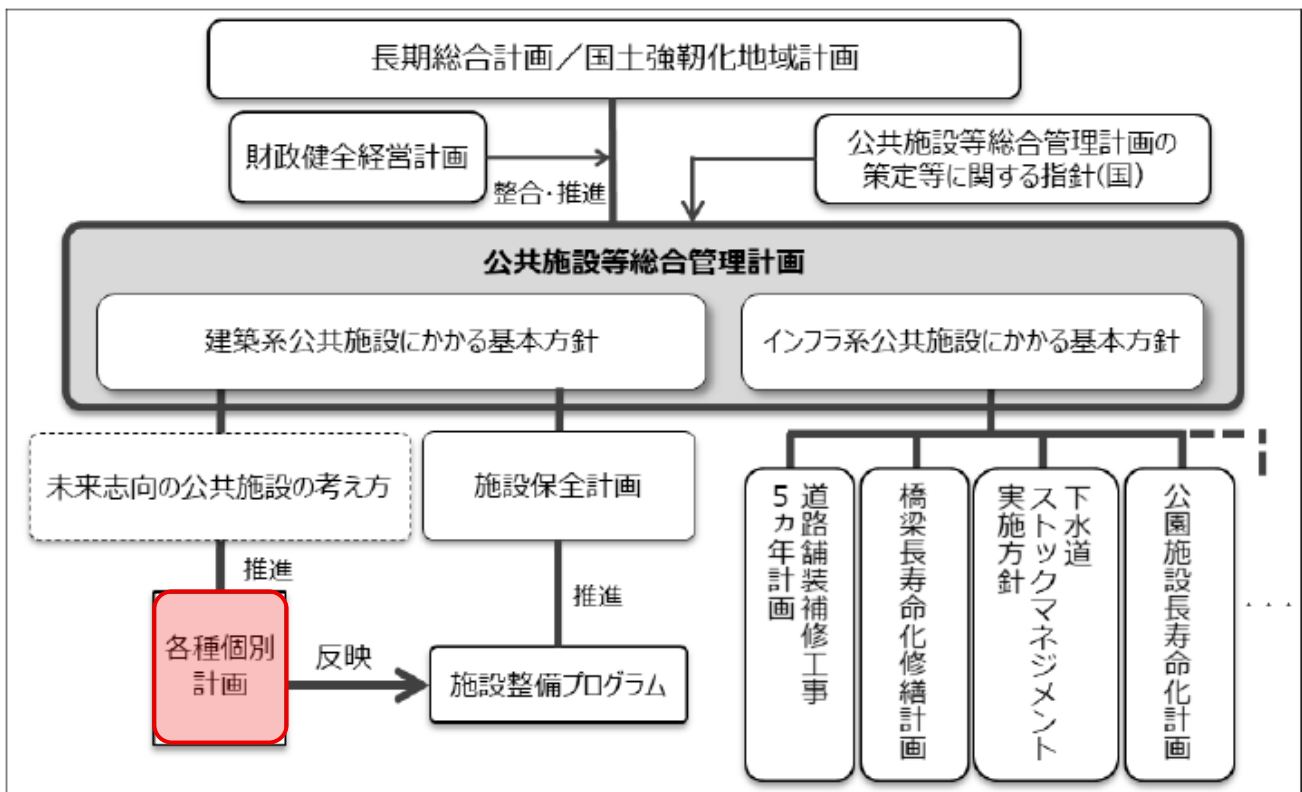 長期総合計画／国土強靭化地域計画
財政健全経営計画
公共施設等総合管理計画の
策定等に関する指針(国)
整合・推進
公共施設等総合管理計画
建築系公共施設にかかる基本方針
インフラ系公共施設にかかる基本方針
未来志向の公共施設の考え方
施設保全計画
道路舗装補修工事
5ヵ年計画
橋梁長寿命化修繕計画
下水道
ストックマネジメント
実施方針
公園施設長寿命化計画
・・・
推進
推進
各種個別
計画
反映
施設整備プログラム